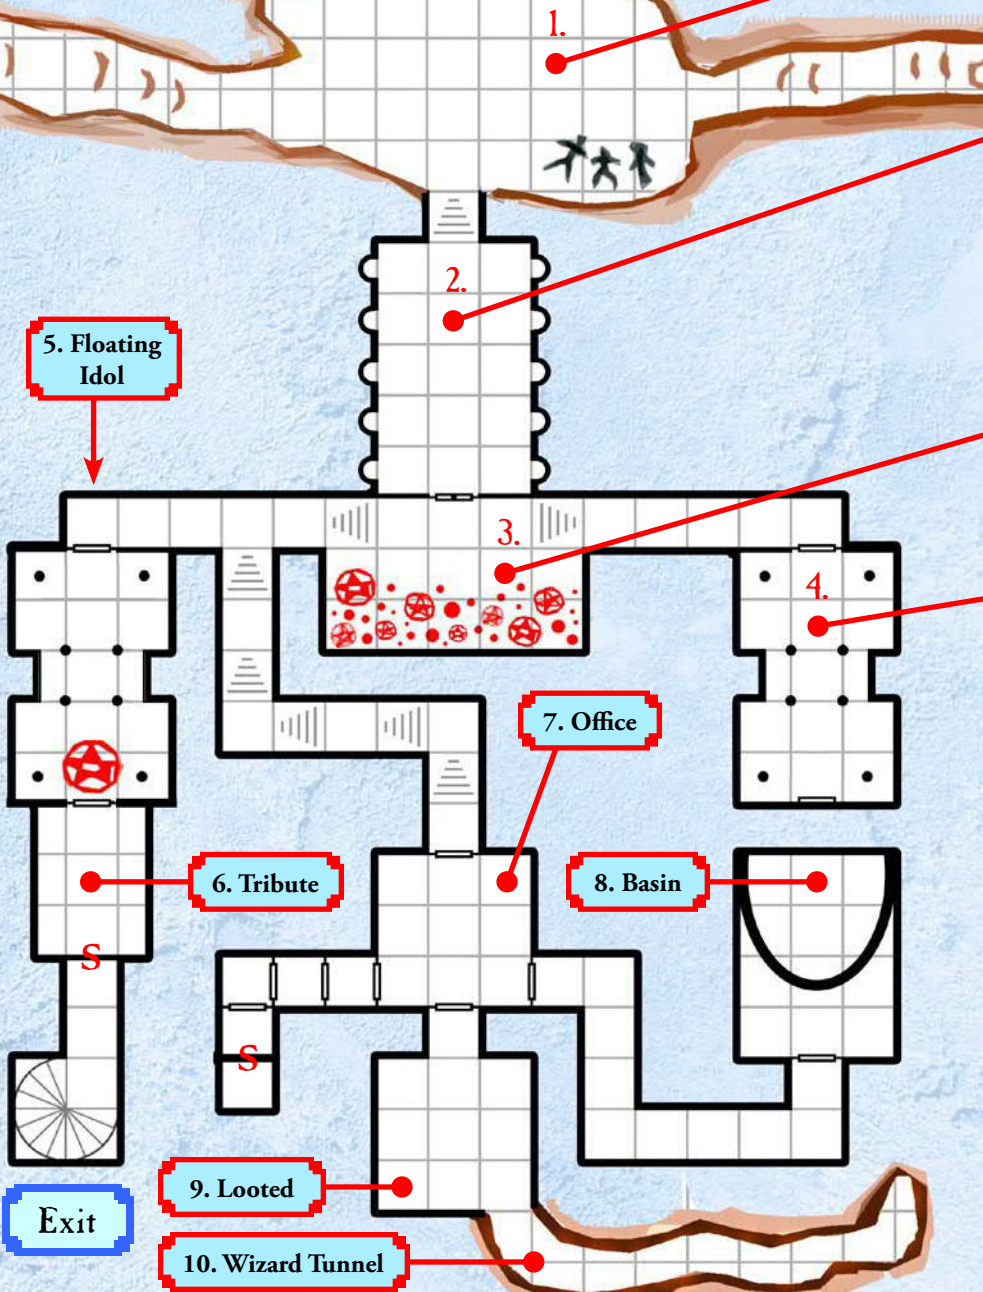 1.
2.
5. Floating
Idol
3.
4.
7. Office
6. Tribute
8. Basin
S
S
9. Looted
Exit
10. Wizard Tunnel